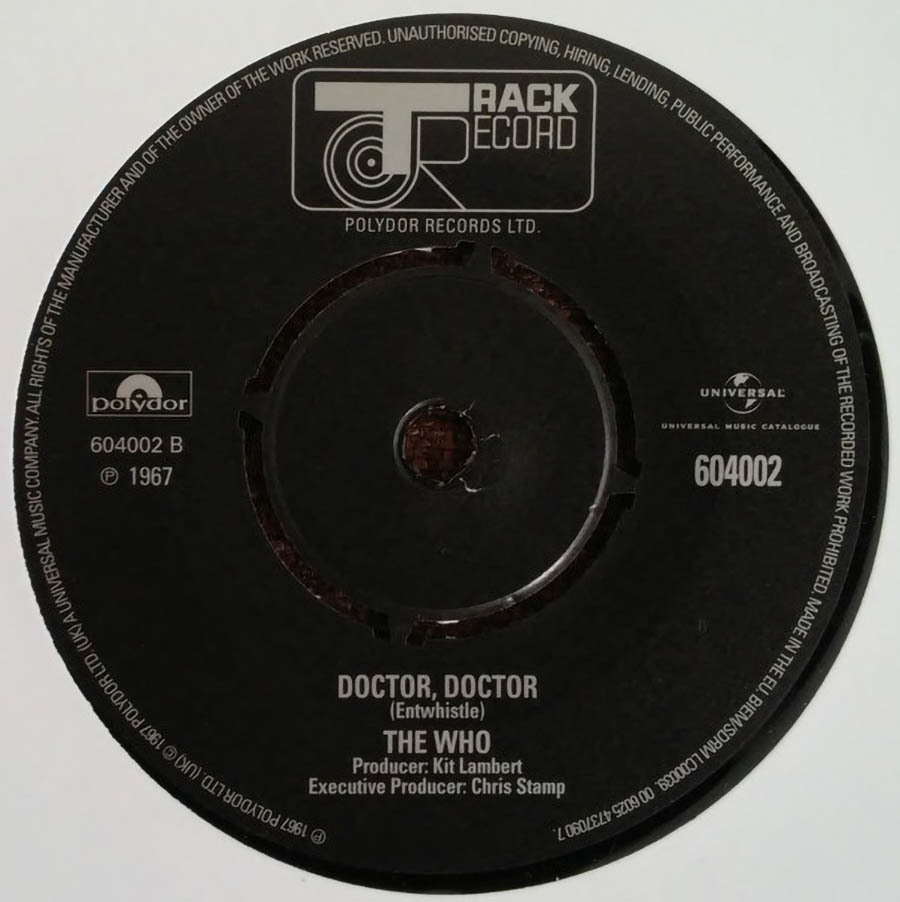 TRACK
RECORD
POLYDOR RECORDS LTD.
polydor
604002 B
℗ 1967
UNIVERSAL
UNIVERSAL MUSIC CATALOGUE
604002
DOCTOR, DOCTOR
(Entwhistle)
THE WHO
Producer: Kit Lambert
Executive Producer: Chris Stamp
℗ 1967 POLYDOR LTD. (UK) © 1967 POLYDOR LTD. (UK) A UNIVERSAL MUSIC COMPANY. ALL RIGHTS OF THE MANUFACTURER AND OF THE OWNER OF THE WORK RESERVED. UNAUTHORISED COPYING, HIRING, LENDING, PUBLIC PERFORMANCE AND BROADCASTING OF THE RECORDED WORK PROHIBITED. MADE IN THE EU. BIEM/SDRM LC00039. 00 6025 4737090 7.